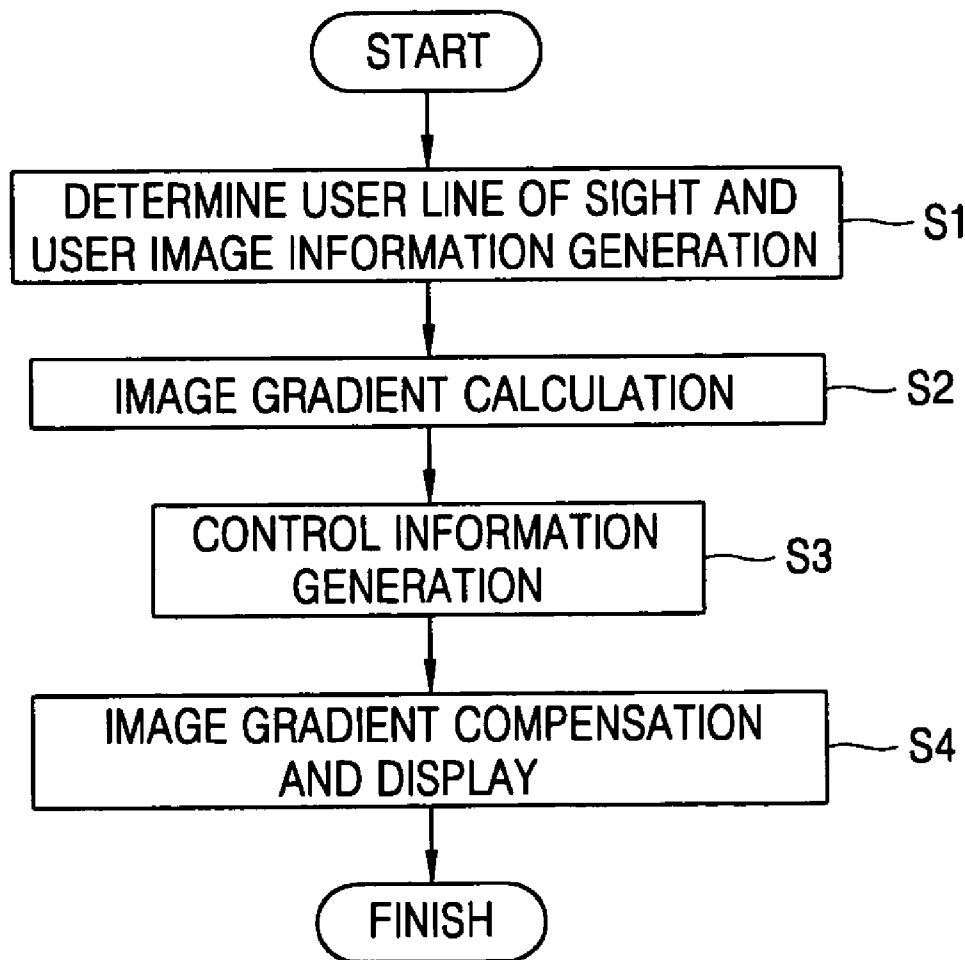 START
DETERMINE USER LINE OF SIGHT AND
USER IMAGE INFORMATION GENERATION
S1
IMAGE GRADIENT CALCULATION
S2
CONTROL INFORMATION
GENERATION
S3
IMAGE GRADIENT COMPENSATION
AND DISPLAY
S4
FINISH